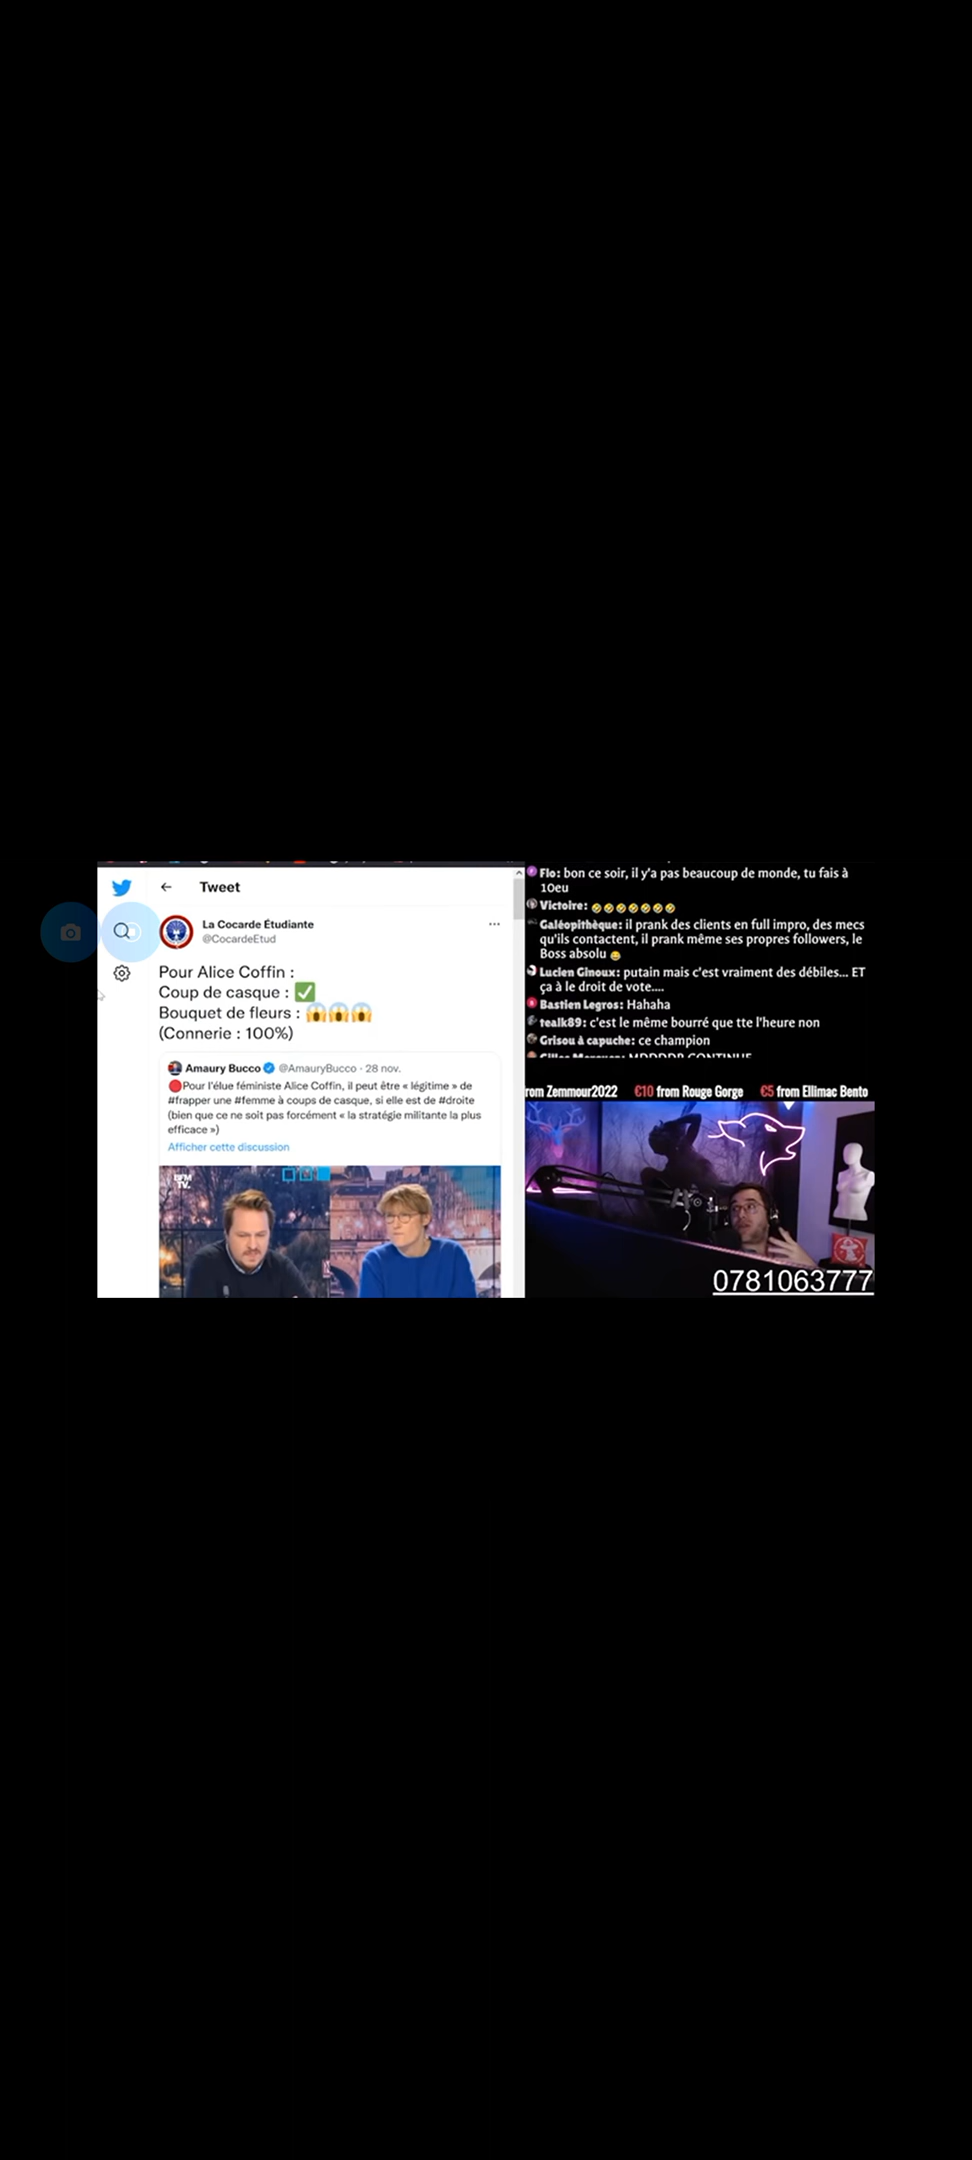 Tweet
La Cocarde Étudiante
@CocardeEtud
Pour Alice Coffin :
Coup de casque : ✅
Bouquet de fleurs : 😱😱😱
(Connerie : 100%)
Amaury Bucco @AmauryBucco · 28 nov.
🔴Pour l'élue féministe Alice Coffin, il peut être « légitime » de
#frapper une #femme à coups de casque, si elle est de #droite
(bien que ce ne soit pas forcément « la stratégie militante la plus
efficace »)
Afficher cette discussion
BFM
TV.
Flo: bon ce soir, il y'a pas beaucoup de monde, tu fais à
10eu
Victoire: 🤣🤣🤣🤣🤣🤣🤣
Galéopithèque: il prank des clients en full impro, des mecs
qu'ils contactent, il prank même ses propres followers, le
Boss absolu 😂
Lucien Ginoux: putain mais c'est vraiment des débiles... ET
ça à le droit de vote....
Bastien Legros: Hahaha
tealk89: c'est le même bourré que tte l'heure non
Grisou à capuche: ce champion
CONTINUE
rom Zemmour2022 €10 from Rouge Gorge €5 from Ellimac Bento
0781063777